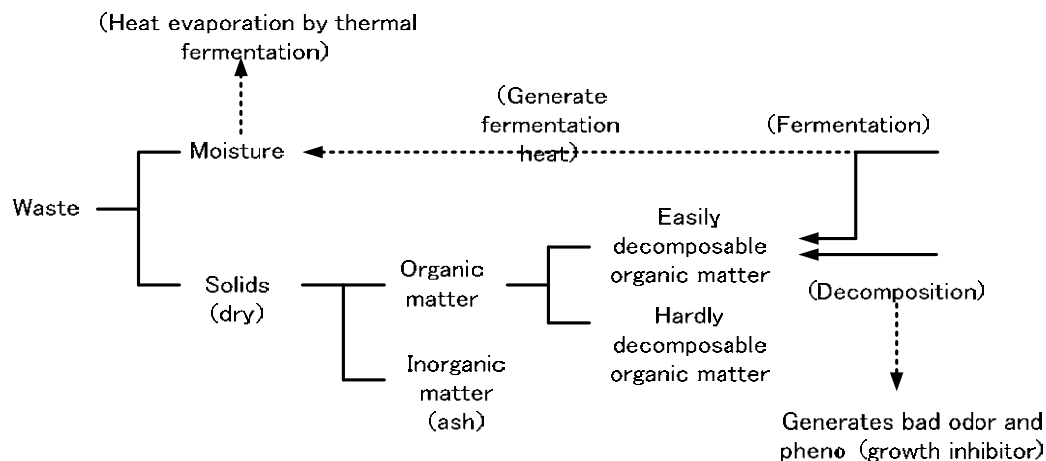 (Heat evaporation by thermal
fermentation)
(Generate
fermentation
heat)
(Fermentation)
Moisture
Waste
Easily
decomposable
organic matter
Organic
matter
Solids
(dry)
(Decomposition)
Hardly
decomposable
organic matter
Inorganic
matter
(ash)
Generates bad odor and
pheno (growth inhibitor)